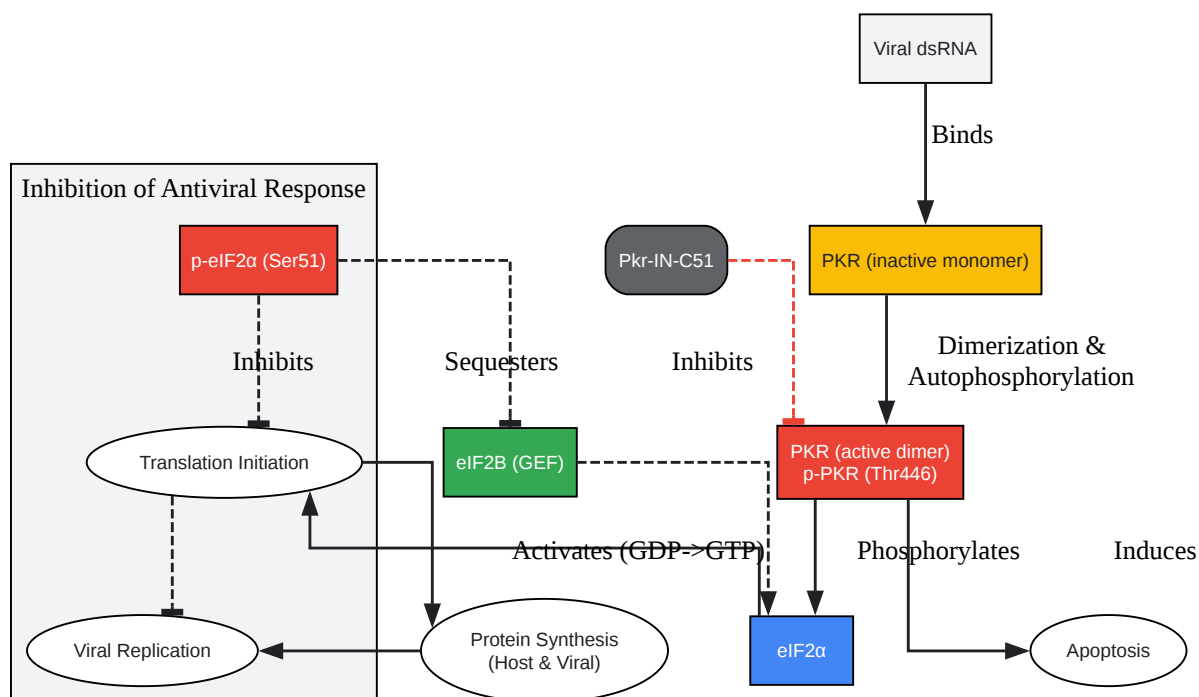 Viral dsRNA
Binds
Inhibition of Antiviral Response
p-eIF2α (Ser51)
Pkr-IN-C51
PKR (inactive monomer)
Inhibits
Sequesters
Inhibits
Dimerization &
Autophosphorylation
Translation Initiation
eIF2B (GEF)
PKR (active dimer)
p-PKR (Thr446)
Activates (GDP->GTP)
Phosphorylates
Induces
Viral Replication
Protein Synthesis
(Host & Viral)
eIF2α
Apoptosis